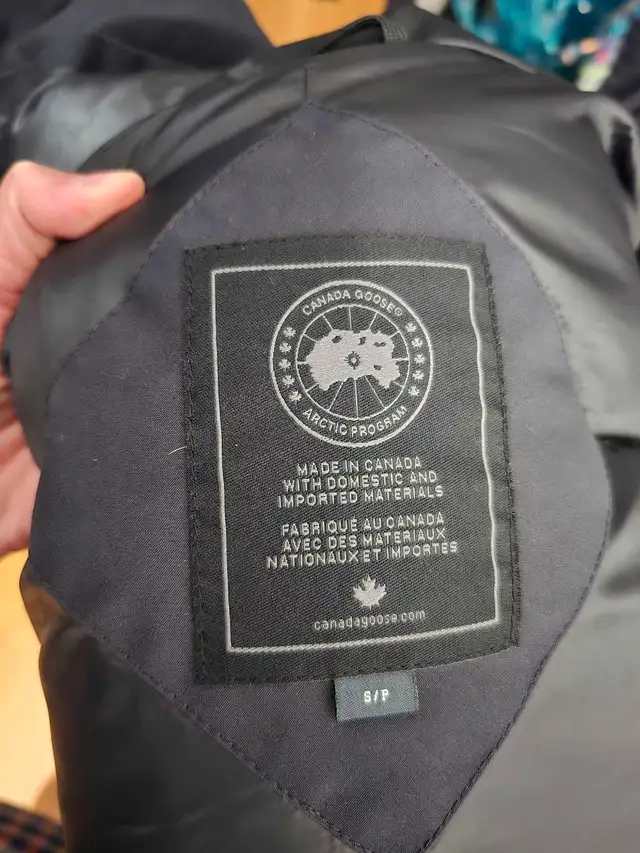 CANADA GOOSE®
ARCTIC PROGRAM
MADE IN CANADA
WITH DOMESTIC AND
IMPORTED MATERIALS
FABRIQUÉ AU CANADA
AVEC DES MATERIAUX
NATIONAUX ET IMPORTES
canadagoose.com
S/P